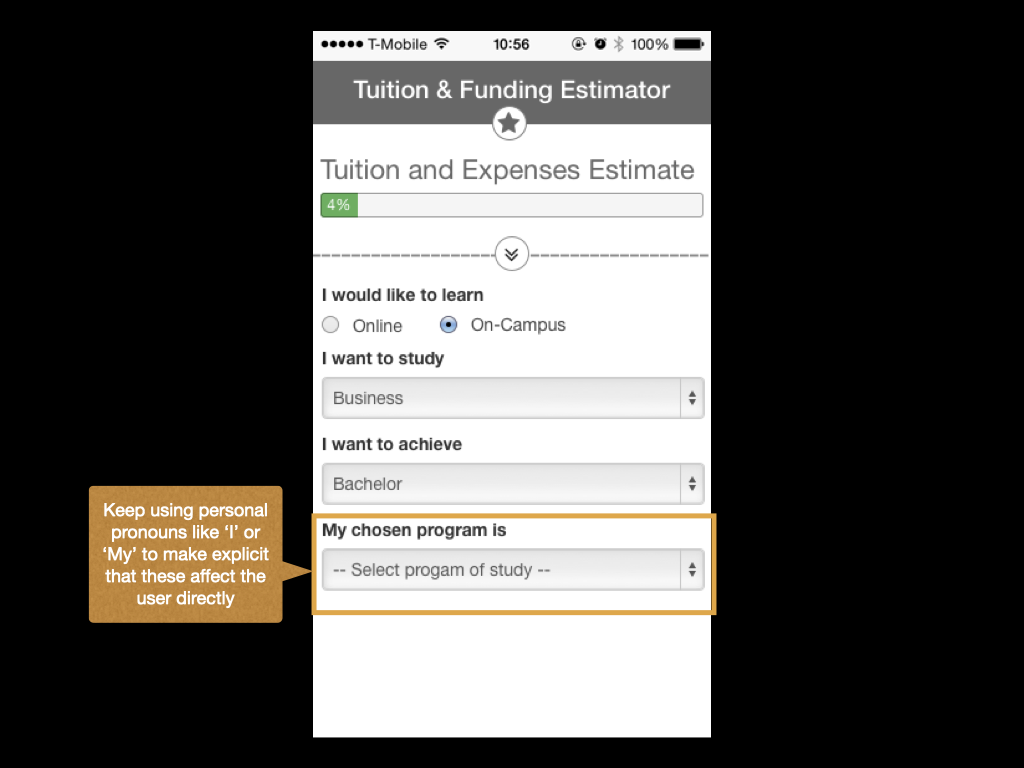 T-Mobile 10:56 100%
Tuition & Funding Estimator
Tuition and Expenses Estimate
4%
I would like to learn
Online On-Campus
I want to study
Business
I want to achieve
Bachelor
Keep using personal
pronouns like ‘I’ or
‘My’ to make explicit
that these affect the
user directly
My chosen program is
-- Select progam of study --